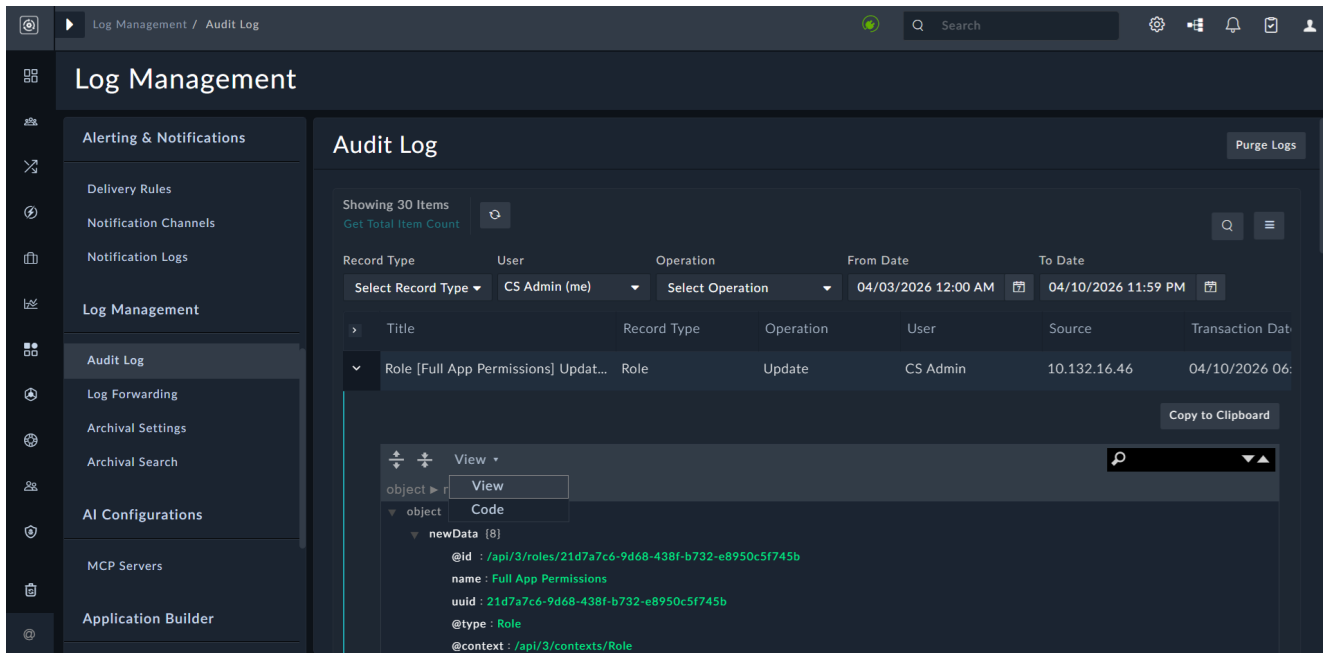 Log Management / Audit Log
Search
Log Management
Alerting & Notifications
Delivery Rules
Notification Channels
Notification Logs
Log Management
Audit Log
Log Forwarding
Archival Settings
Archival Search
AI Configurations
MCP Servers
Application Builder
@
Audit Log
Purge Logs
Showing 30 Items
Get Total Item Count
Record Type User Operation From Date To Date
Select Record Type CS Admin (me) Select Operation 04/03/2026 12:00 AM 04/10/2026 11:59 PM
Title Record Type Operation User Source Transaction Dat
Role [Full App Permissions] Updat... Role Update CS Admin 10.132.16.46 04/10/2026 06:
Copy to Clipboard
View
object ► r
View
Code
object
newData {8}
@id : /api/3/roles/21d7a7c6-9d68-438f-b732-e8950c5f745b
name : Full App Permissions
uuid : 21d7a7c6-9d68-438f-b732-e8950c5f745b
@type : Role
@context : /api/3/contexts/Role